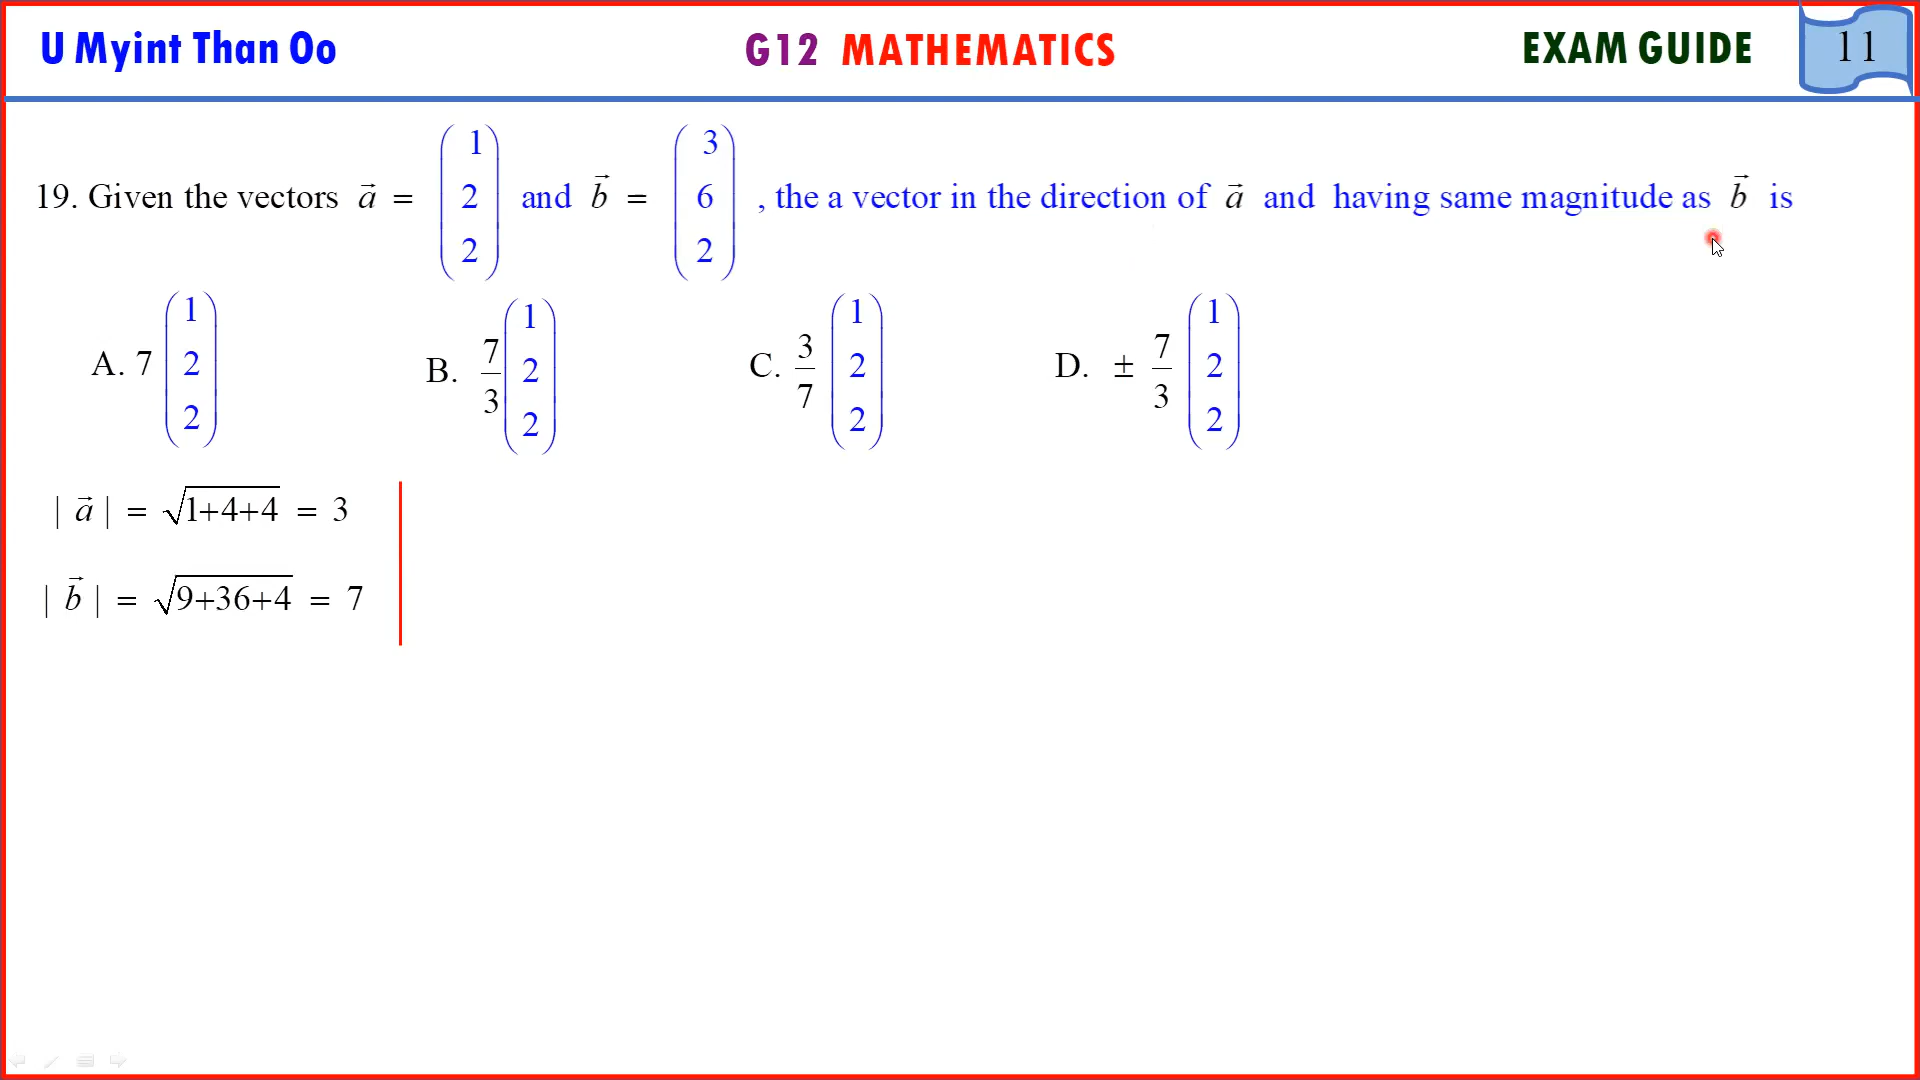 U Myint Than Oo
G12 MATHEMATICS
EXAM GUIDE
11
19. Given the vectors a⃗ = (1 2 2) and b⃗ = (3 6 2) , the a vector in the direction of a⃗ and having same magnitude as b⃗ is
A. 7 (1 2 2) B. 7/3 (1 2 2) C. 3/7 (1 2 2) D. ± 7/3 (1 2 2)
| a⃗ | = √1+4+4 = 3
| b⃗ | = √9+36+4 = 7